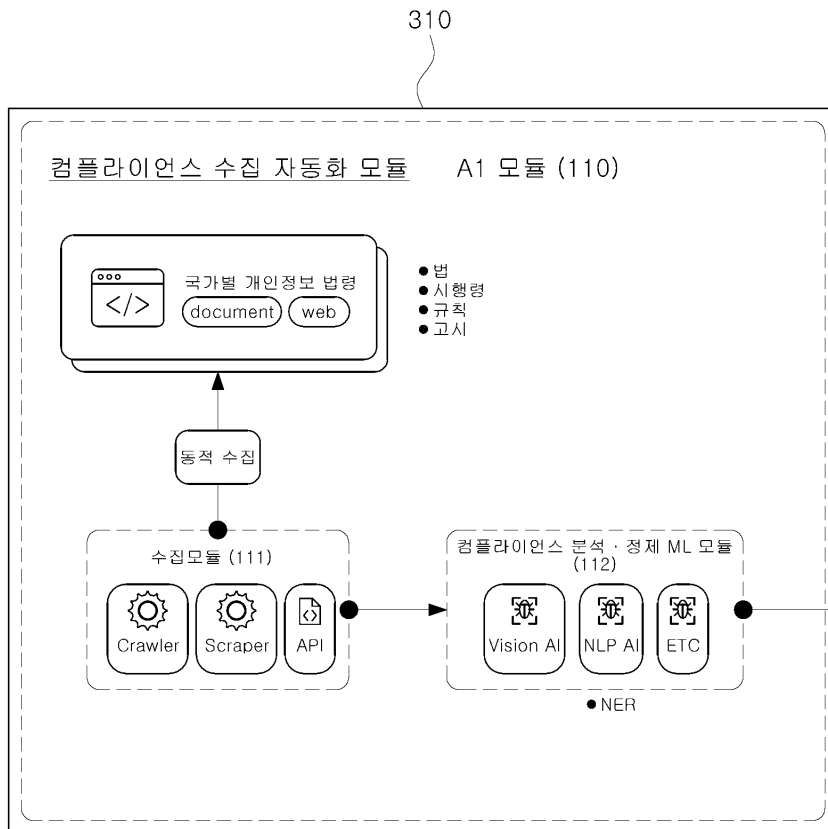 310
컴플라이언스 수집 자동화 모듈 A1 모듈 (110)
</>
국가별 개인정보 법령
document web
● 법
● 시행령
● 규칙
● 고시
동적 수집
수집모듈 (111)
Crawler Scraper API
컴플라이언스 분석 · 정제 ML 모듈
(112)
Vision AI NLP AI ETC
● NER